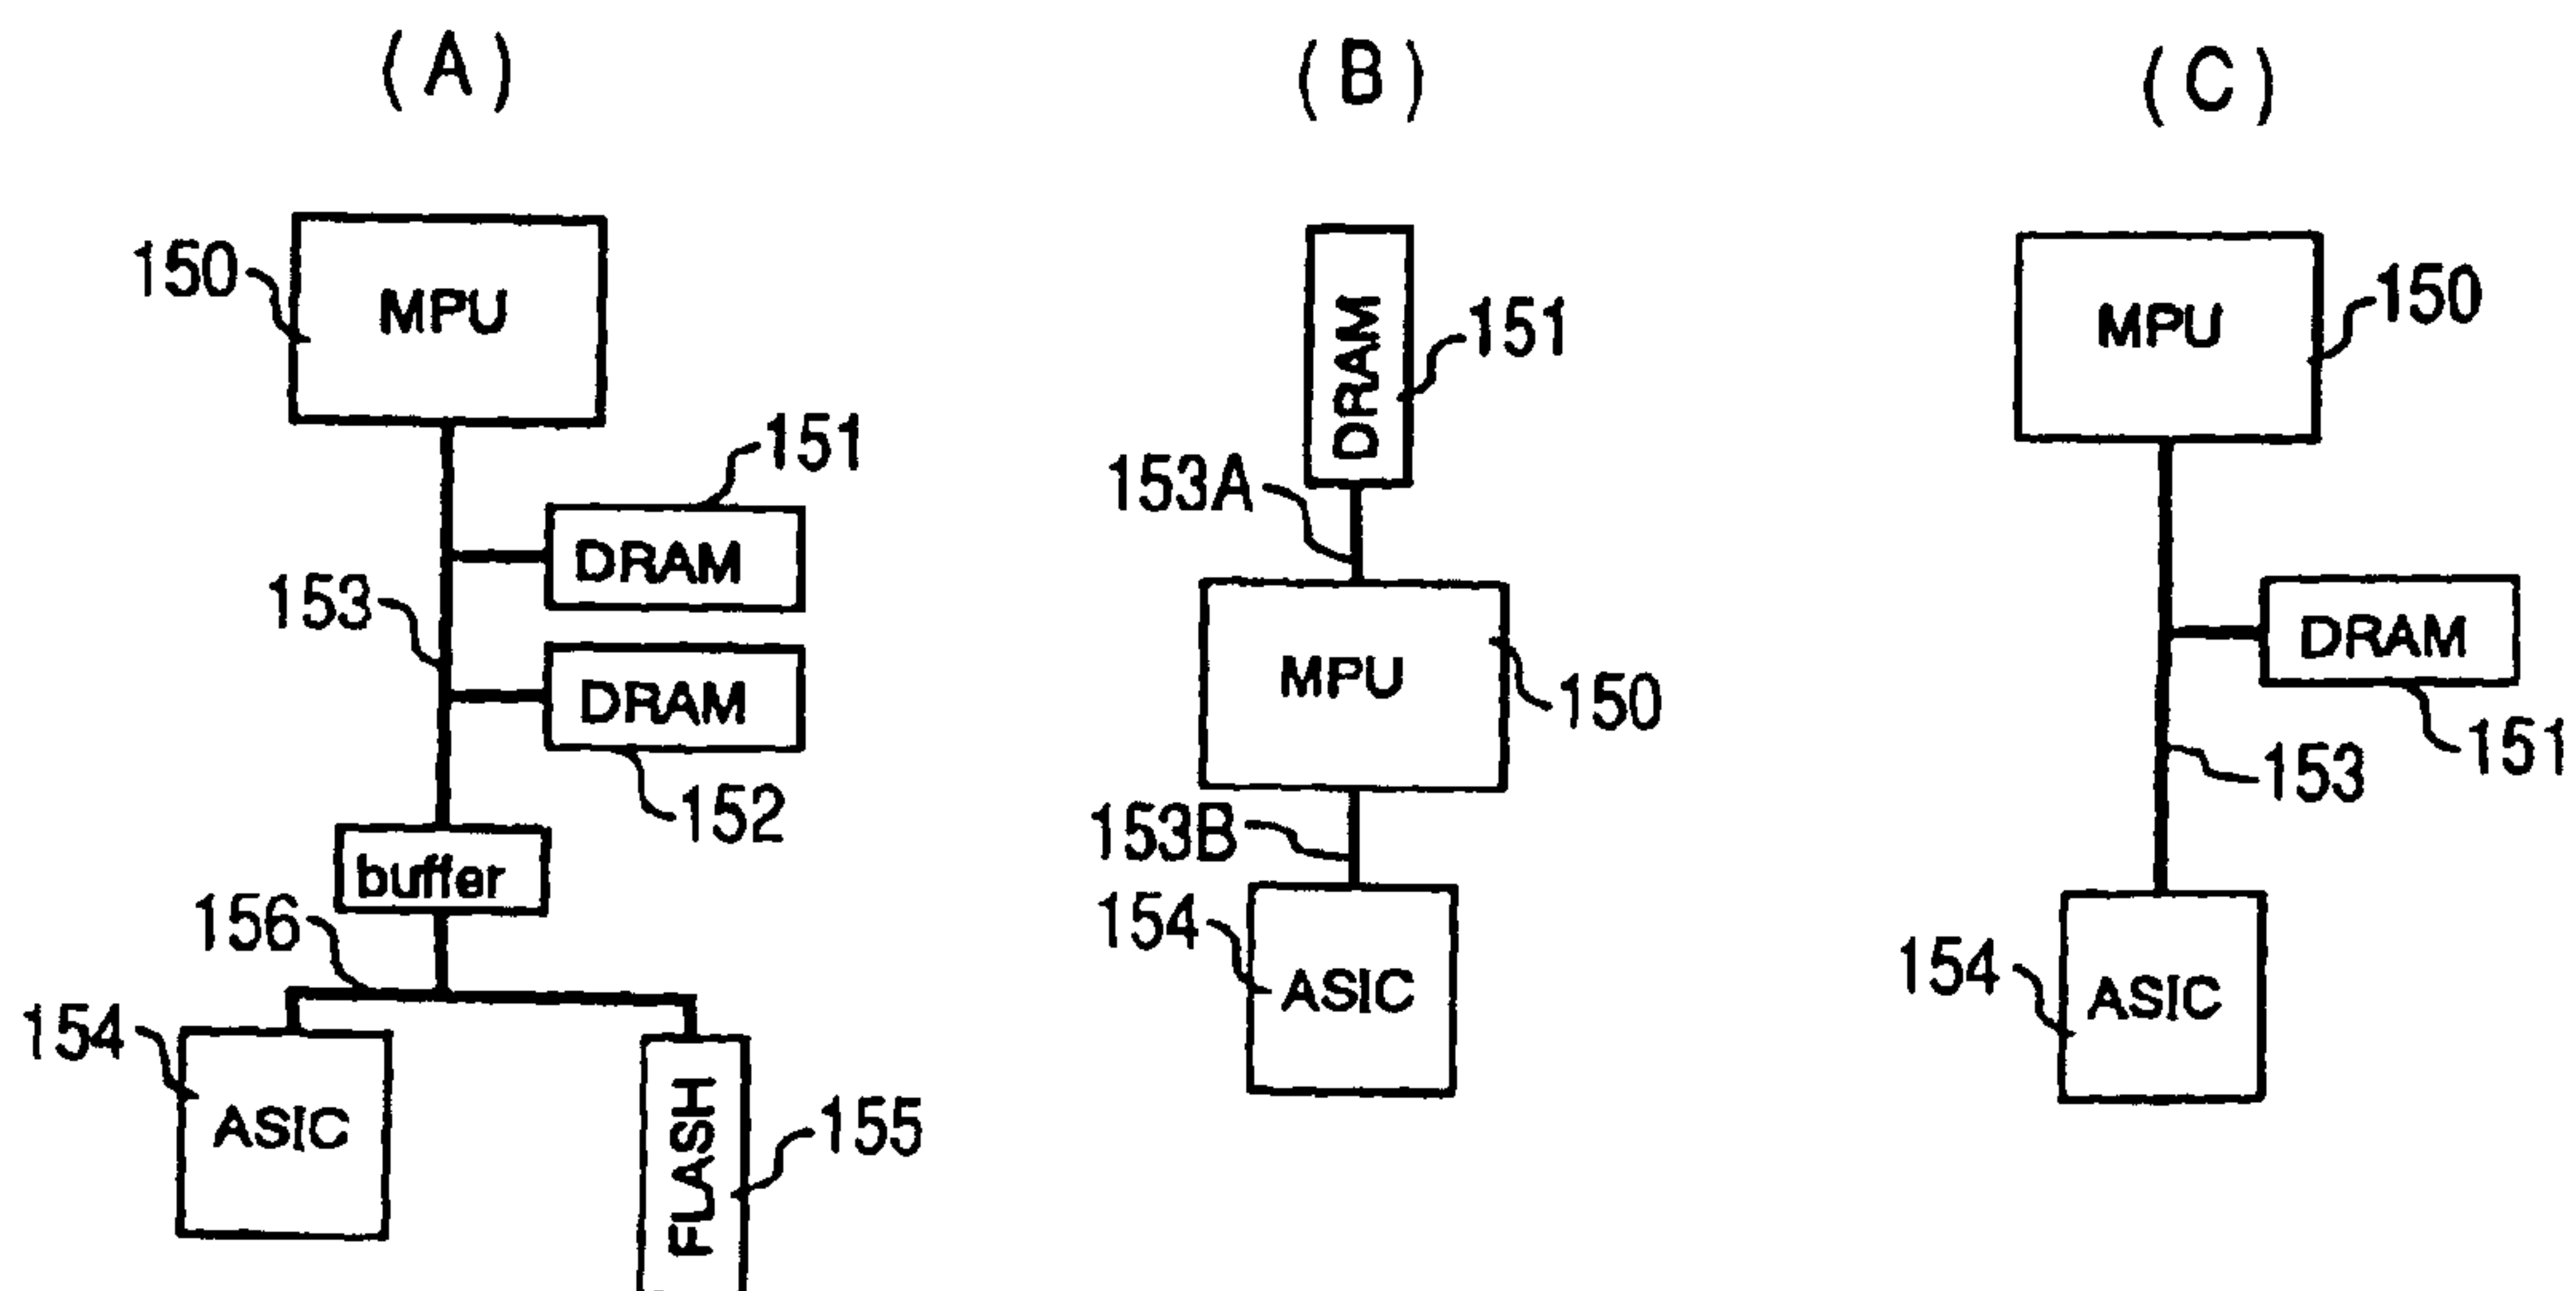 (A)
150
MPU
151
DRAM
153
DRAM
152
buffer
156
154
ASIC
FLASH
155
(B)
DRAM
151
153A
MPU
150
153B
154
ASIC
(C)
MPU
150
DRAM
151
153
154
ASIC